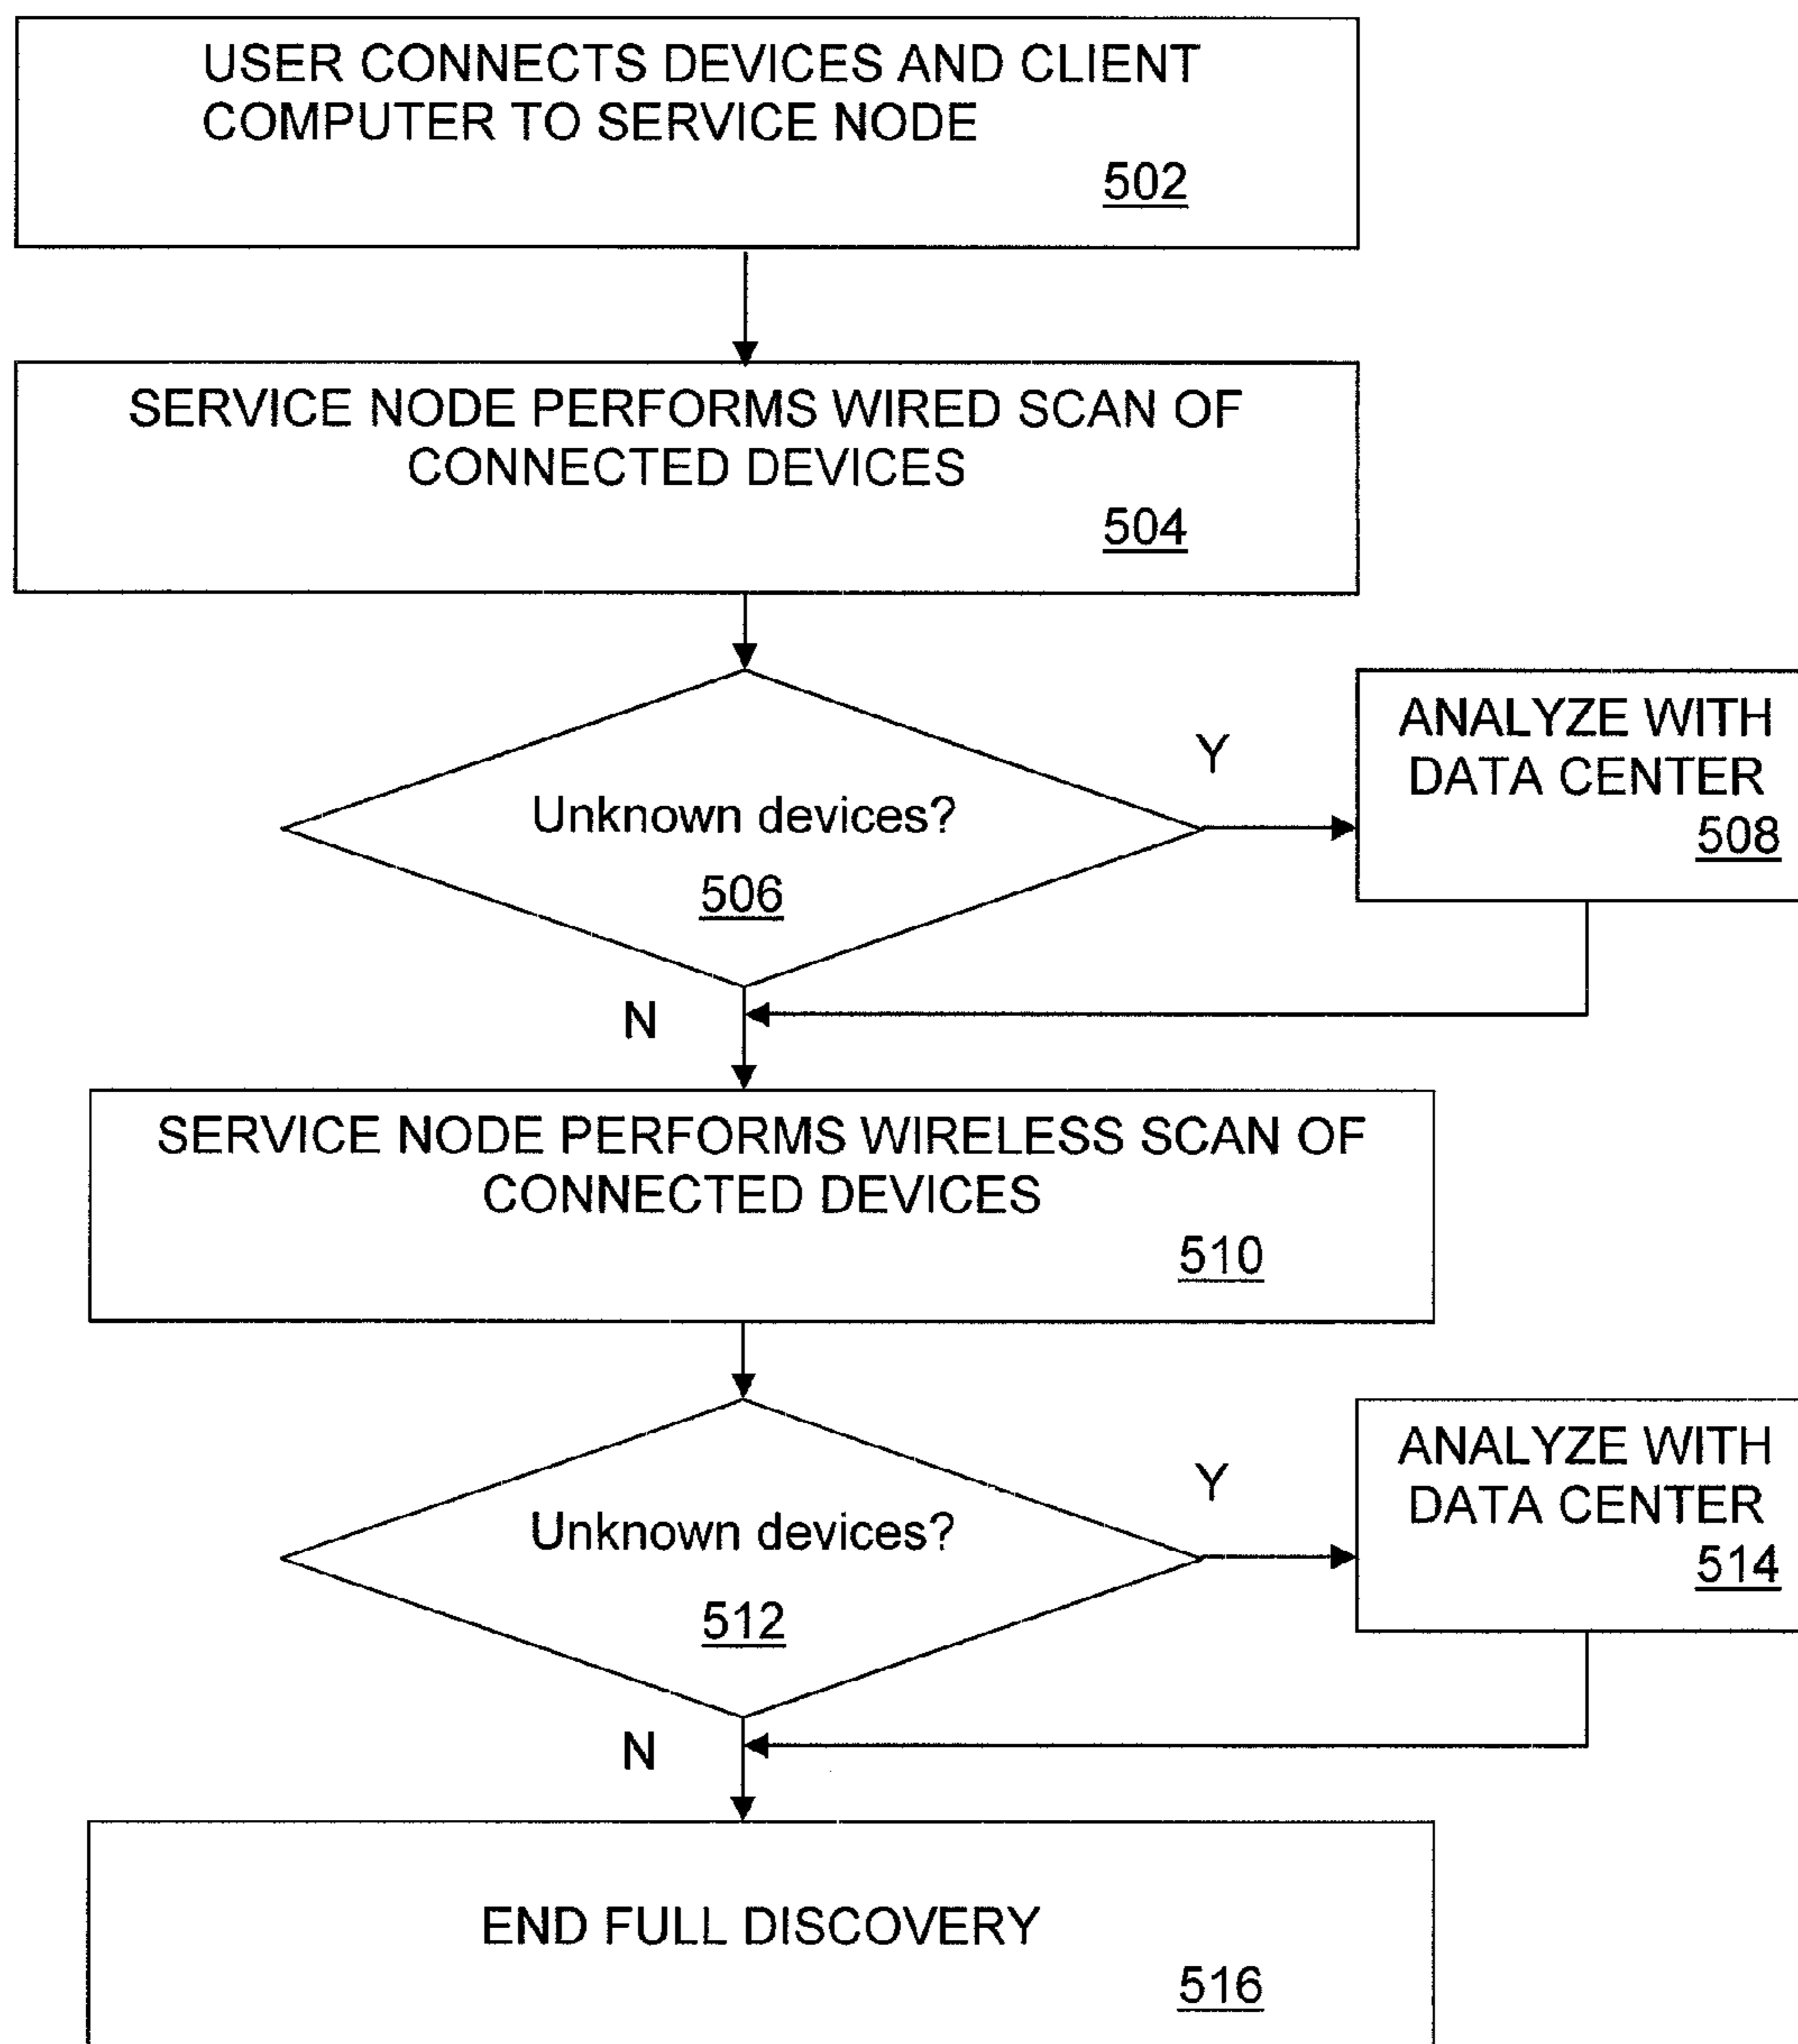 USER CONNECTS DEVICES AND CLIENT
COMPUTER TO SERVICE NODE
502
SERVICE NODE PERFORMS WIRED SCAN OF
CONNECTED DEVICES
504
Unknown devices?
506
Y
ANALYZE WITH
DATA CENTER
508
N
SERVICE NODE PERFORMS WIRELESS SCAN OF
CONNECTED DEVICES
510
Unknown devices?
512
Y
ANALYZE WITH
DATA CENTER
514
N
END FULL DISCOVERY
516